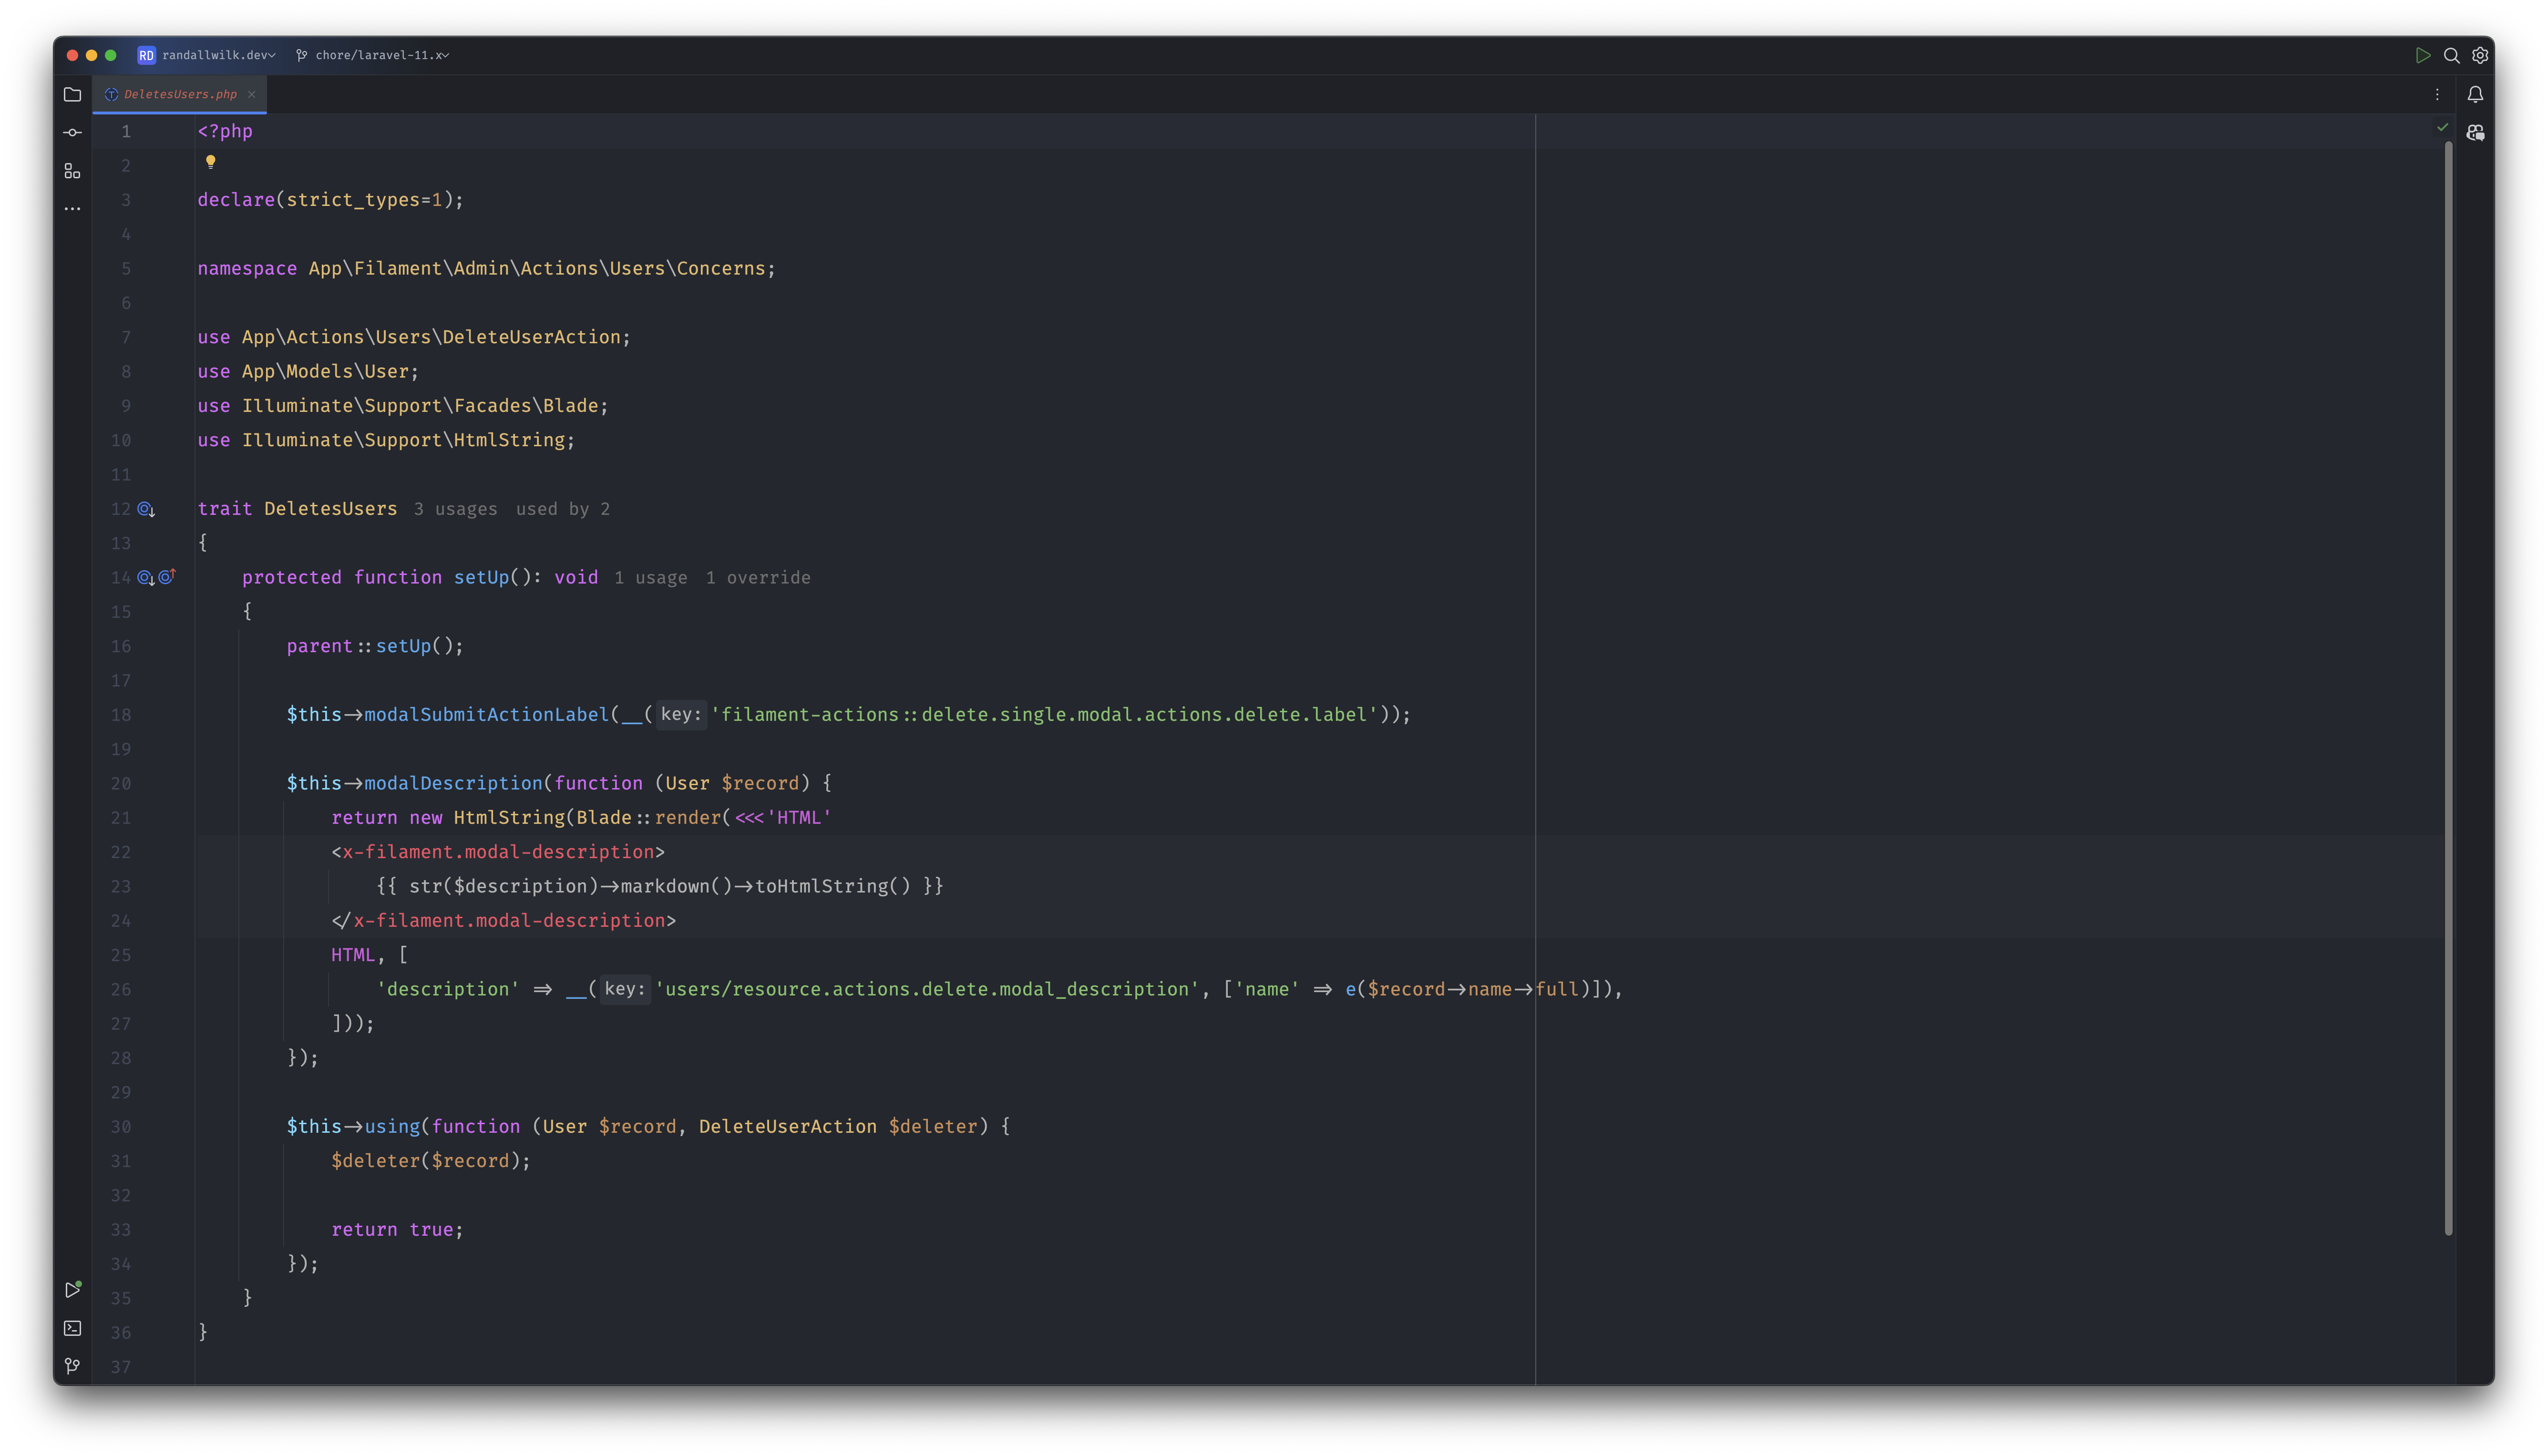 RD randallwilk.dev chore/laravel-11.x
DeletesUsers.php
1 <?php
2
3 declare(strict_types=1);
4
5 namespace App\Filament\Admin\Actions\Users\Concerns;
6
7 use App\Actions\Users\DeleteUserAction;
8 use App\Models\User;
9 use Illuminate\Support\Facades\Blade;
10 use Illuminate\Support\HtmlString;
11
12 trait DeletesUsers 3 usages used by 2
13 {
14     protected function setUp(): void 1 usage 1 override
15     {
16         parent::setUp();
17
18         $this->modalSubmitActionLabel(__( key: 'filament-actions::delete.single.modal.actions.delete.label'));
19
20         $this->modalDescription(function (User $record) {
21             return new HtmlString(Blade::render(<<<'HTML'
22             <x-filament.modal-description>
23                 {{ str($description)->markdown()->toHtmlString() }}
24             </x-filament.modal-description>
25             HTML, [
26                 'description' => __( key: 'users/resource.actions.delete.modal_description', ['name' => e($record->name->full)]),
27             ]));
28         });
29
30         $this->using(function (User $record, DeleteUserAction $deleter) {
31             $deleter($record);
32
33             return true;
34         });
35     }
36 }
37